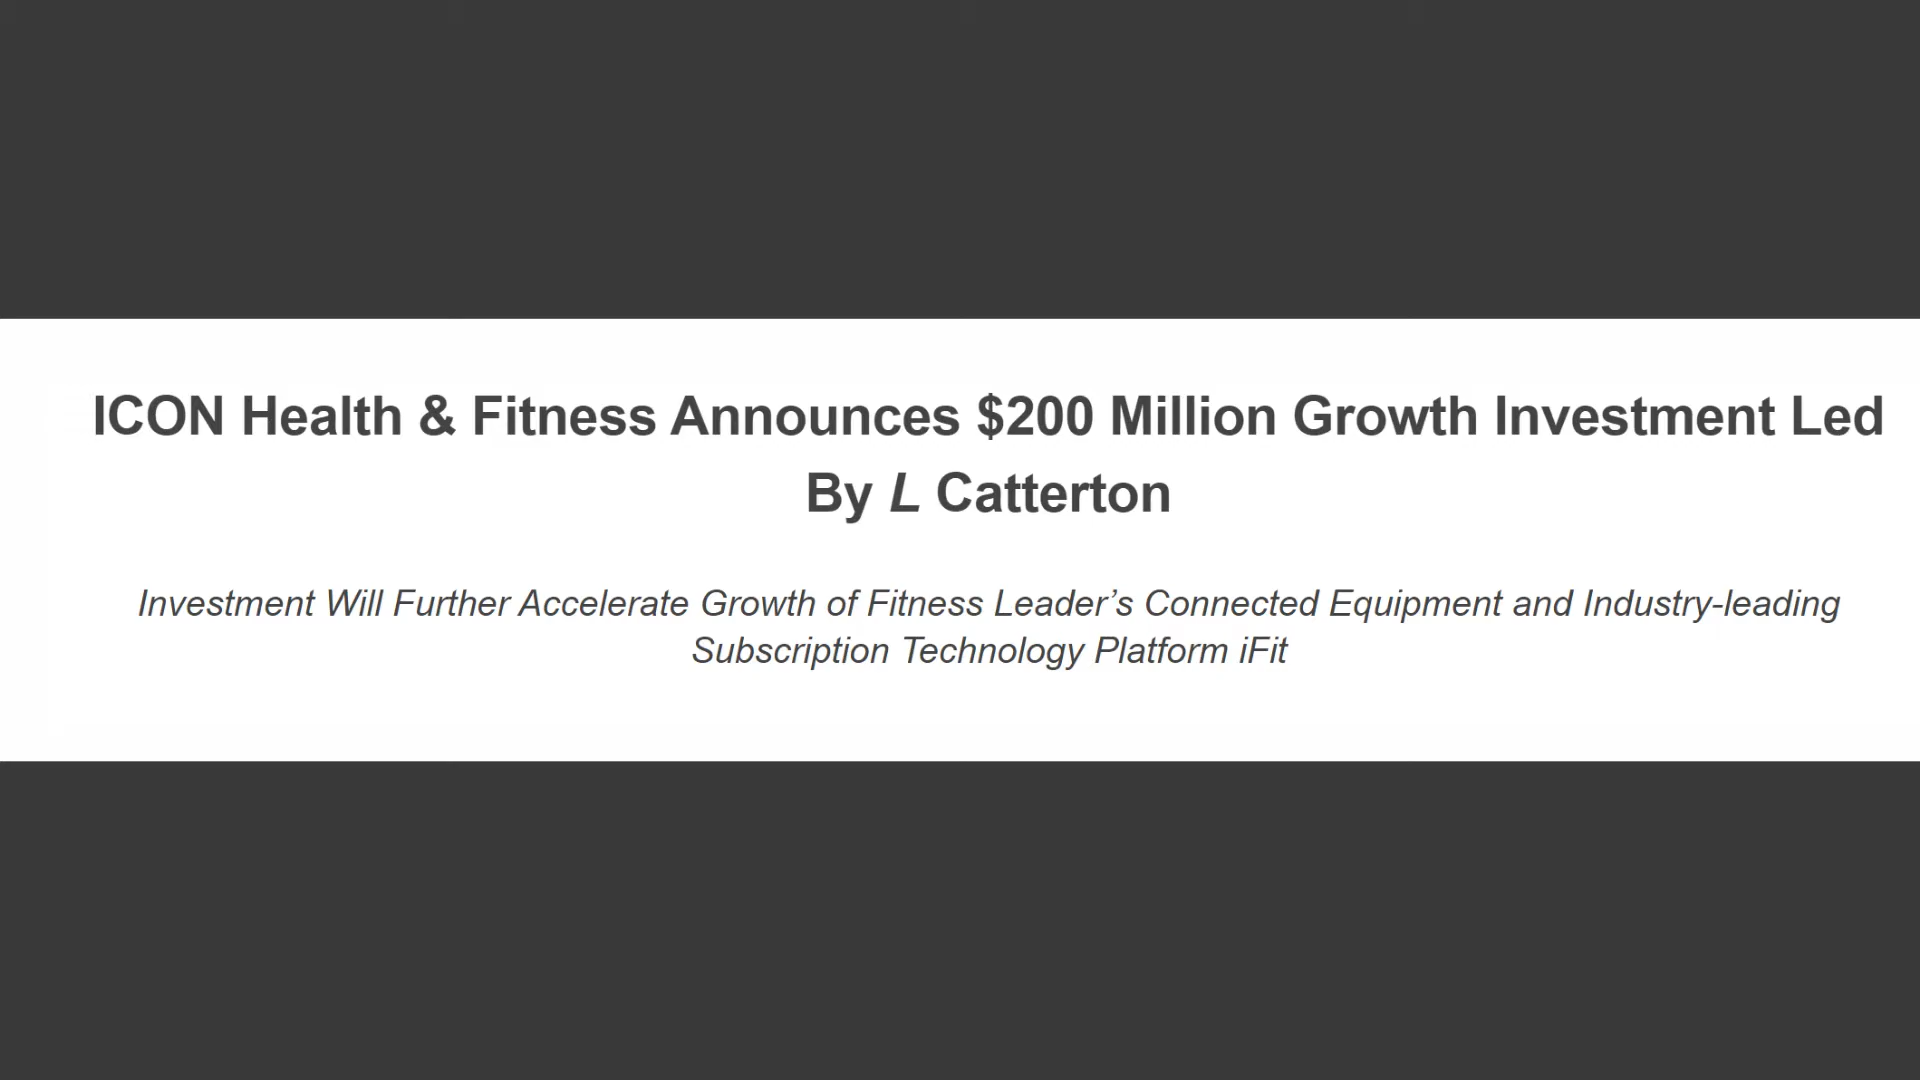 ICON Health & Fitness Announces $200 Million Growth Investment Led
By L Catterton
Investment Will Further Accelerate Growth of Fitness Leader’s Connected Equipment and Industry-leading
Subscription Technology Platform iFit